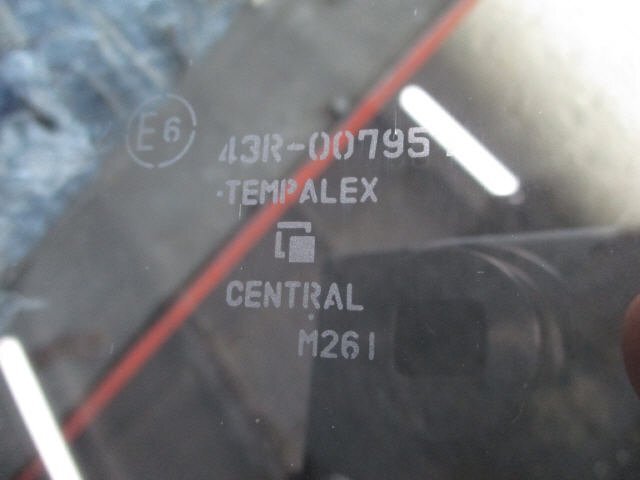 E6 43R-00795
TEMPALEX
CENTRAL
M261